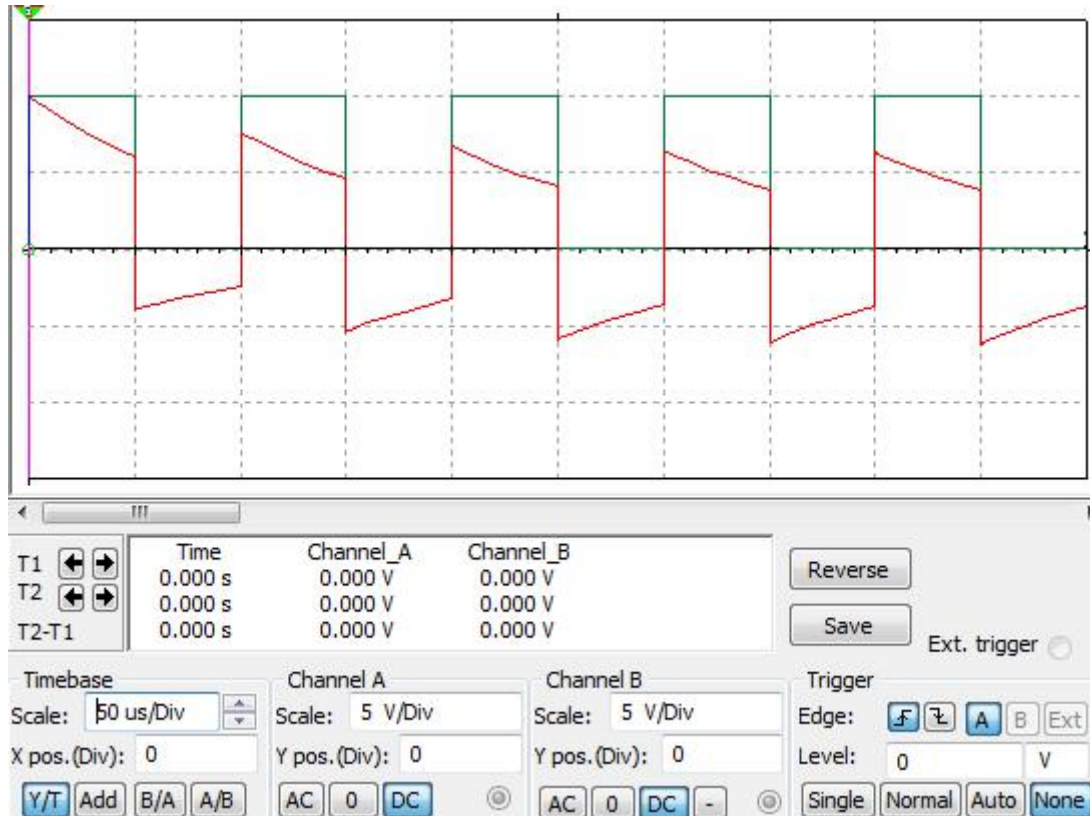 Time Channel_A Channel_B
T1 0.000 s 0.000 V 0.000 V
T2 0.000 s 0.000 V 0.000 V
T2-T1 0.000 s 0.000 V 0.000 V
Reverse
Save
Ext. trigger
Timebase
Scale: 50 us/Div
X pos.(Div): 0
Y/T Add B/A A/B
Channel A
Scale: 5 V/Div
Y pos.(Div): 0
AC 0 DC
Channel B
Scale: 5 V/Div
Y pos.(Div): 0
AC 0 DC -
Trigger
Edge: A B Ext
Level: 0 V
Single Normal Auto None